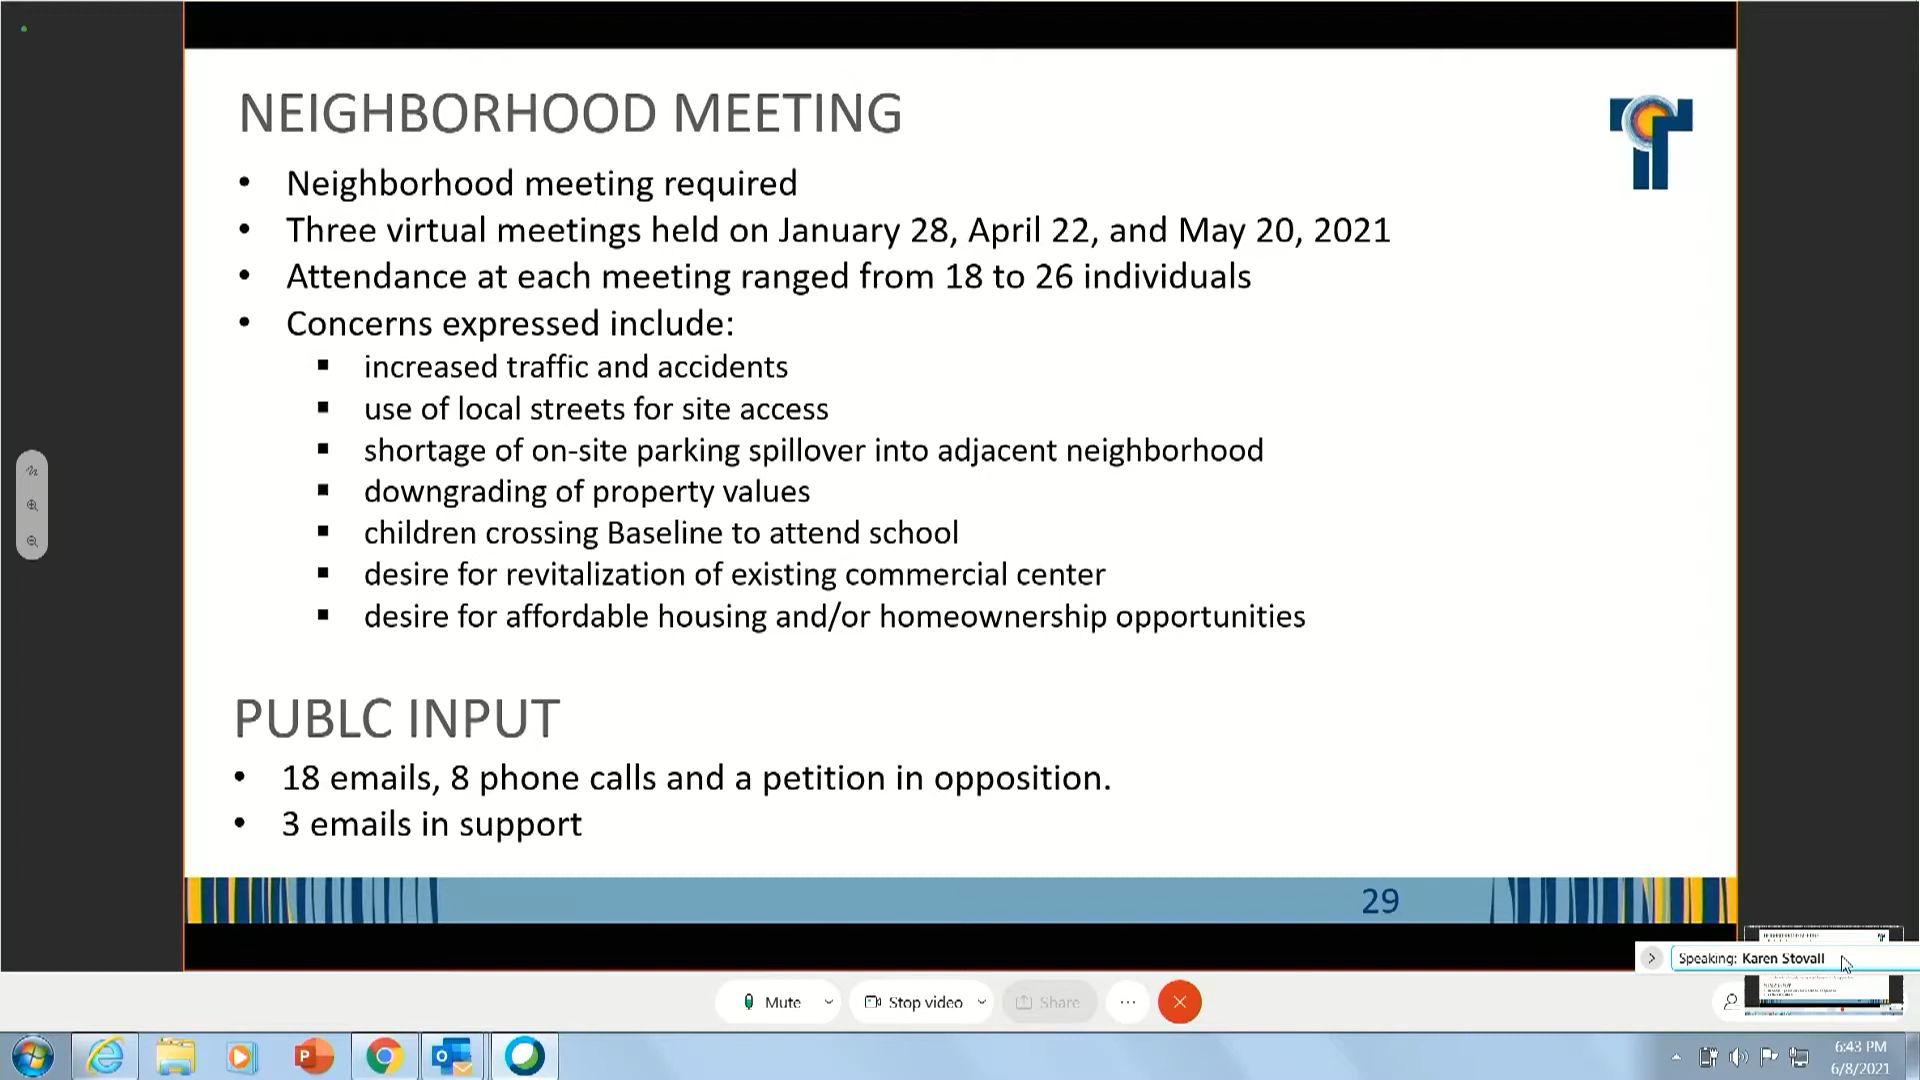 NEIGHBORHOOD MEETING
• Neighborhood meeting required
• Three virtual meetings held on January 28, April 22, and May 20, 2021
• Attendance at each meeting ranged from 18 to 26 individuals
• Concerns expressed include:
▪ increased traffic and accidents
▪ use of local streets for site access
▪ shortage of on-site parking spillover into adjacent neighborhood
▪ downgrading of property values
▪ children crossing Baseline to attend school
▪ desire for revitalization of existing commercial center
▪ desire for affordable housing and/or homeownership opportunities
PUBLC INPUT
• 18 emails, 8 phone calls and a petition in opposition.
• 3 emails in support
29
Speaking: Karen Stovall
Mute
Stop video
Share
6:43 PM
6/8/2021